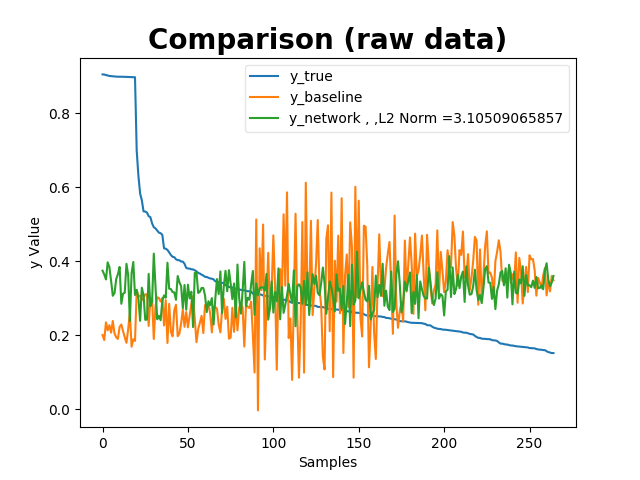 Comparison (raw data)
y_true
y_baseline
y_network , ,L2 Norm =3.10509065857
y Value
0.8
0.6
0.4
0.2
0.0
0 50 100 150 200 250
Samples